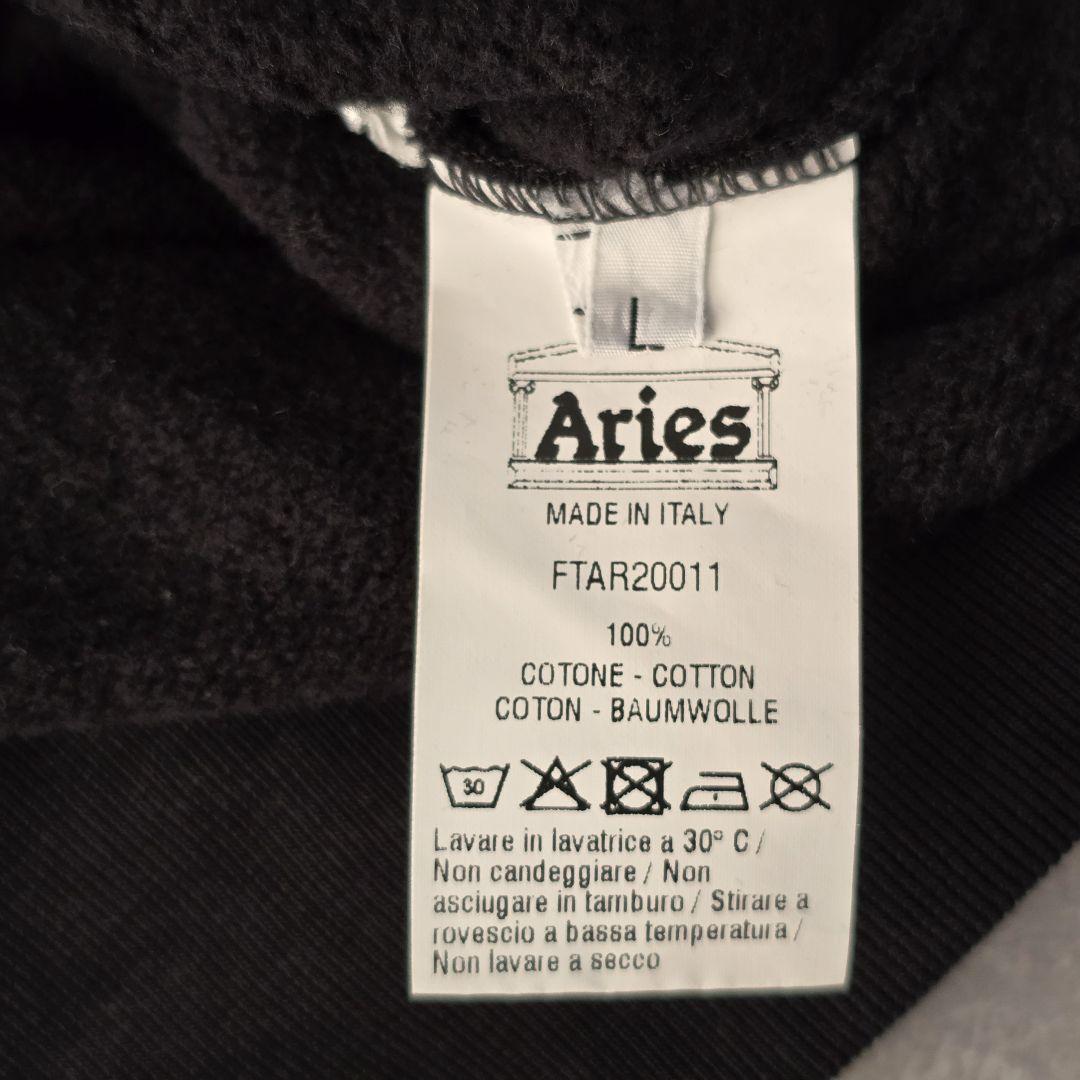 L
Aries
MADE IN ITALY
FTAR20011
100%
COTONE - COTTON
COTON - BAUMWOLLE
30
Lavare in lavatrice a 30° C /
Non candeggiare / Non
asciugare in tamburo / Stirare a
rovescio a bassa temperatura /
Non lavare a secco